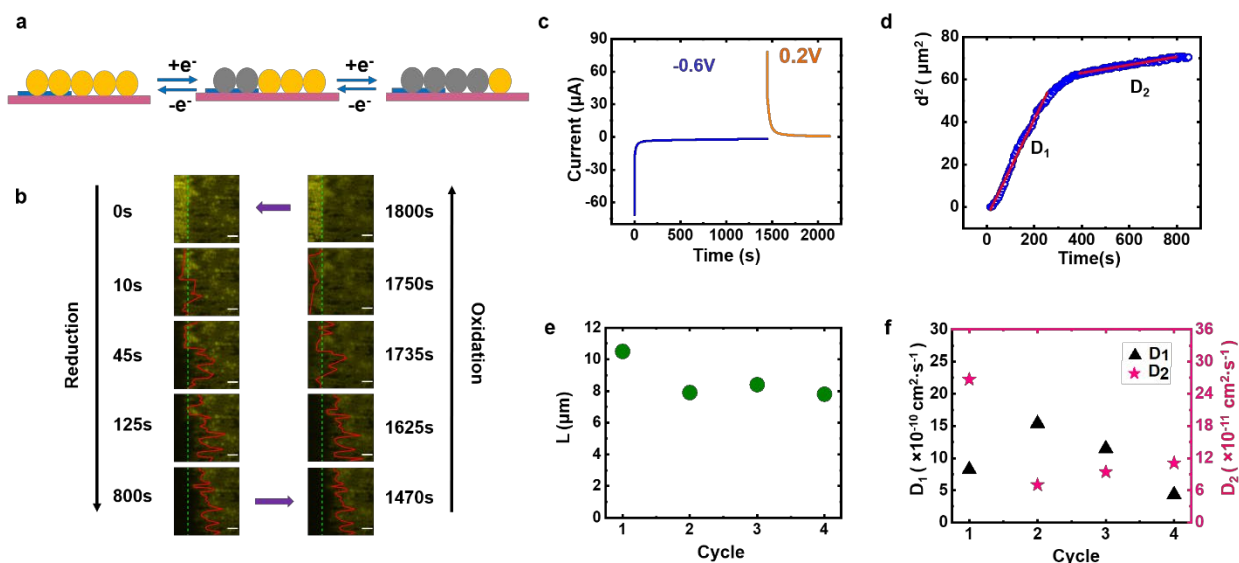 a
+e⁻
-e⁻
+e⁻
-e⁻
b
Reduction
0s
10s
45s
125s
800s
1800s
1750s
1735s
1625s
1470s
Oxidation
c
Current (µA)
90
60
30
0
-30
-60
-0.6V
0.2V
0
500
1000
1500
2000
Time (s)
d
d² ( µm²)
80
60
40
20
0
D₁
D₂
0
200
400
600
800
Time(s)
e
L (µm)
12
10
8
6
4
2
0
1
2
3
4
Cycle
f
D₁ ( ×10⁻¹⁰ cm²·s⁻¹)
30
25
20
15
10
5
0
D₁
D₂
36
30
24
18
12
6
0
D₂ ( ×10⁻¹¹ cm²·s⁻¹)
1
2
3
4
Cycle